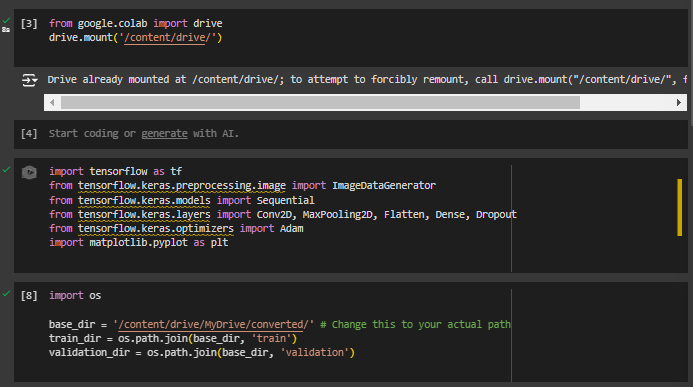 8s
[3]
from google.colab import drive
drive.mount('/content/drive/')
Drive already mounted at /content/drive/; to attempt to forcibly remount, call drive.mount("/content/drive/", f
[4]
Start coding or generate with AI.
import tensorflow as tf
from tensorflow.keras.preprocessing.image import ImageDataGenerator
from tensorflow.keras.models import Sequential
from tensorflow.keras.layers import Conv2D, MaxPooling2D, Flatten, Dense, Dropout
from tensorflow.keras.optimizers import Adam
import matplotlib.pyplot as plt
[8]
import os
base_dir = '/content/drive/MyDrive/converted/' # Change this to your actual path
train_dir = os.path.join(base_dir, 'train')
validation_dir = os.path.join(base_dir, 'validation')